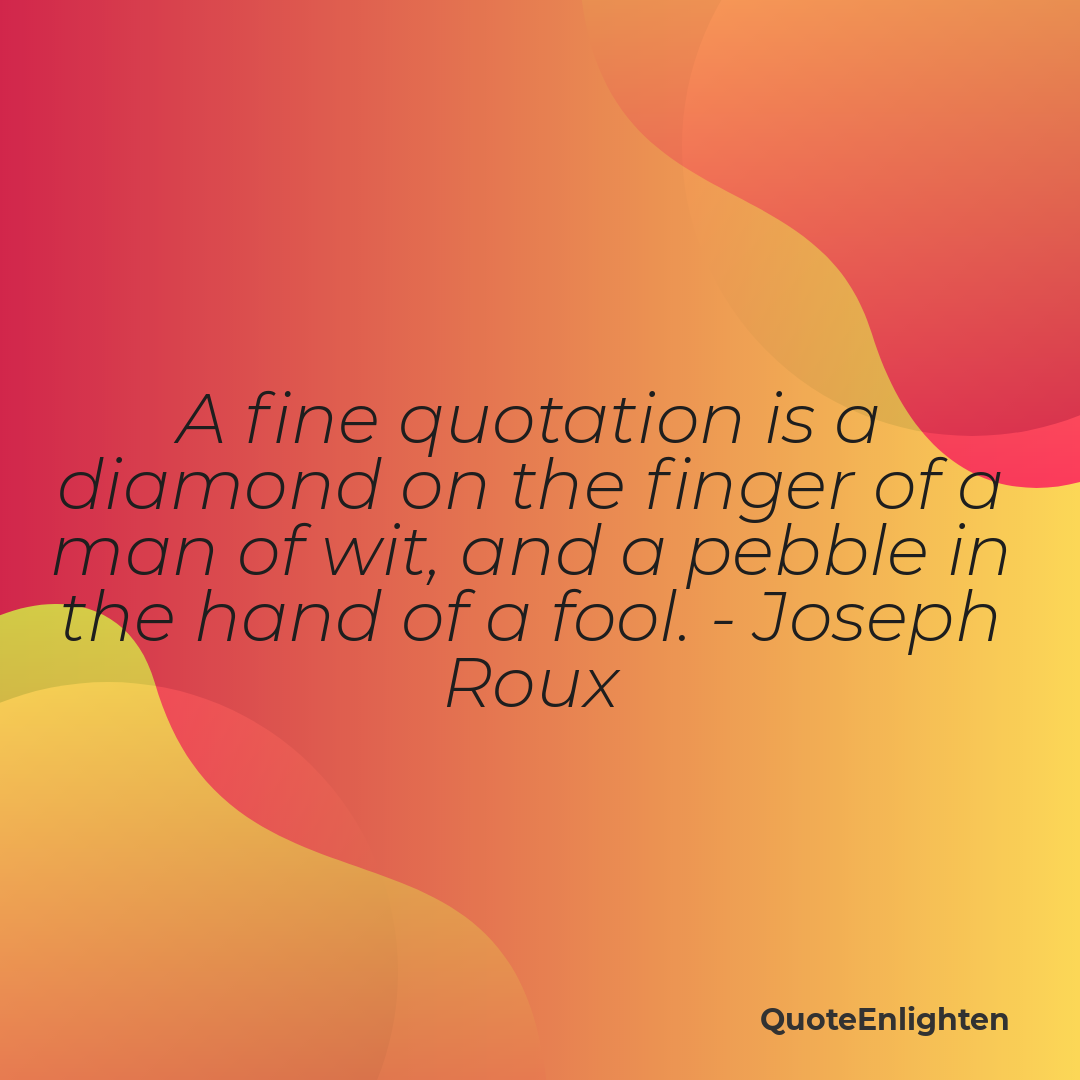 A fine quotation is a
diamond on the finger of a
man of wit, and a pebble in
the hand of a fool. - Joseph
Roux
QuoteEnlighten